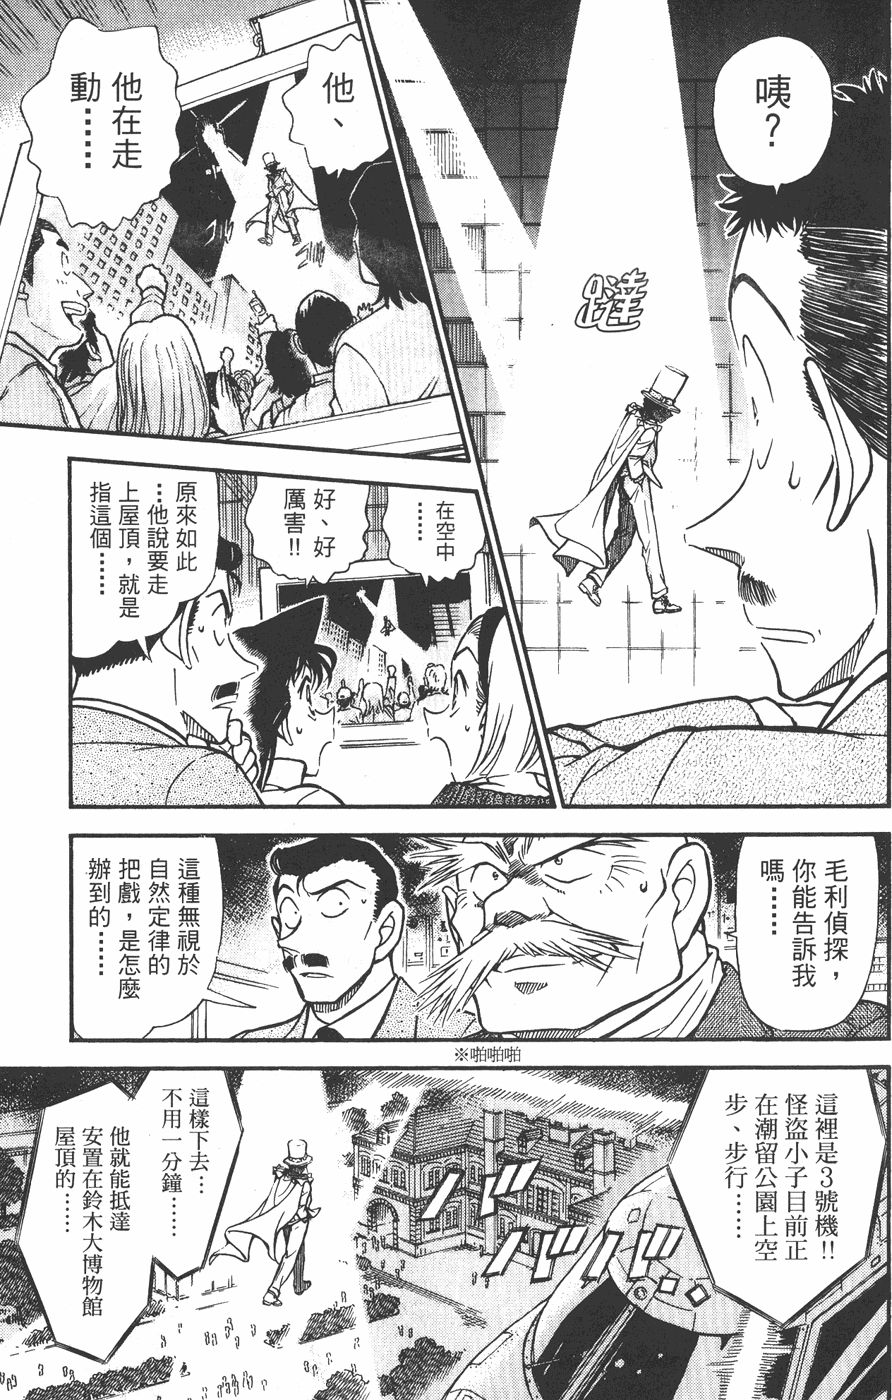 咦?
躂
他、
他在走
動……
在空中
……
好、好
厲害!!
原來如此
…他說要走
上屋頂，就是
指這個……
毛利偵探，
你能告訴我
嗎……
這種無視於
自然定律的
把戲，是怎麼
辦到的……
※啪啪啪
這裡是3號機!!
怪盜小子目前正
在潮留公園上空
步、步行……
バババババ
這樣下去…
不用一分鐘……
他就能抵達
安置在鈴木大博物館
屋頂的……